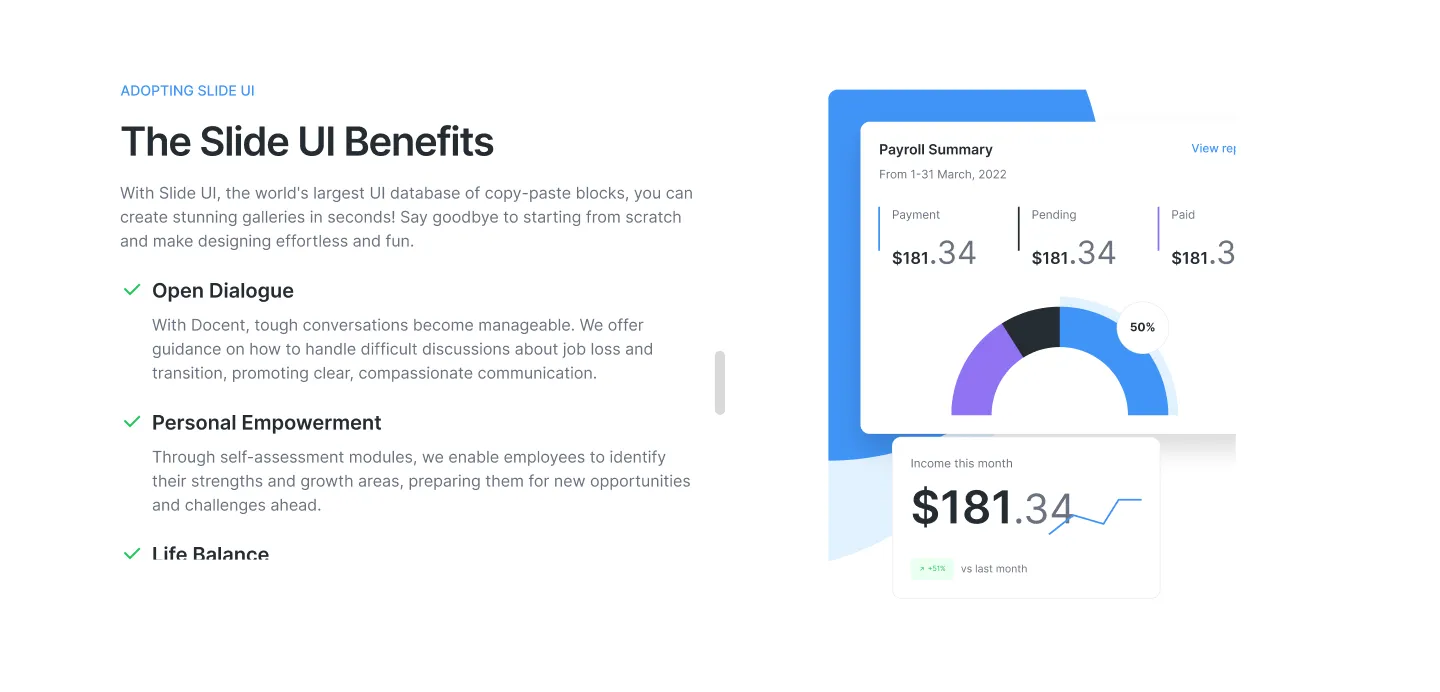 ADOPTING SLIDE UI
The Slide UI Benefits
With Slide UI, the world's largest UI database of copy-paste blocks, you can
create stunning galleries in seconds! Say goodbye to starting from scratch
and make designing effortless and fun.
Open Dialogue
With Docent, tough conversations become manageable. We offer
guidance on how to handle difficult discussions about job loss and
transition, promoting clear, compassionate communication.
Personal Empowerment
Through self-assessment modules, we enable employees to identify
their strengths and growth areas, preparing them for new opportunities
and challenges ahead.
Life Balance
Payroll Summary
View rep
From 1-31 March, 2022
Payment
Pending
Paid
$181.34
$181.34
$181.3
50%
Income this month
$181.34
+51%
vs last month